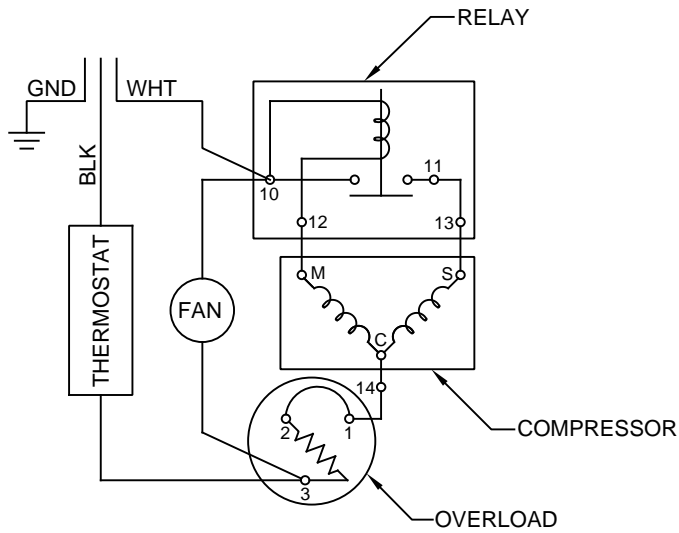 RELAY
GND
WHT
BLK
11
10
12
13
THERMOSTAT
FAN
M
S
C
14
2
1
3
COMPRESSOR
OVERLOAD